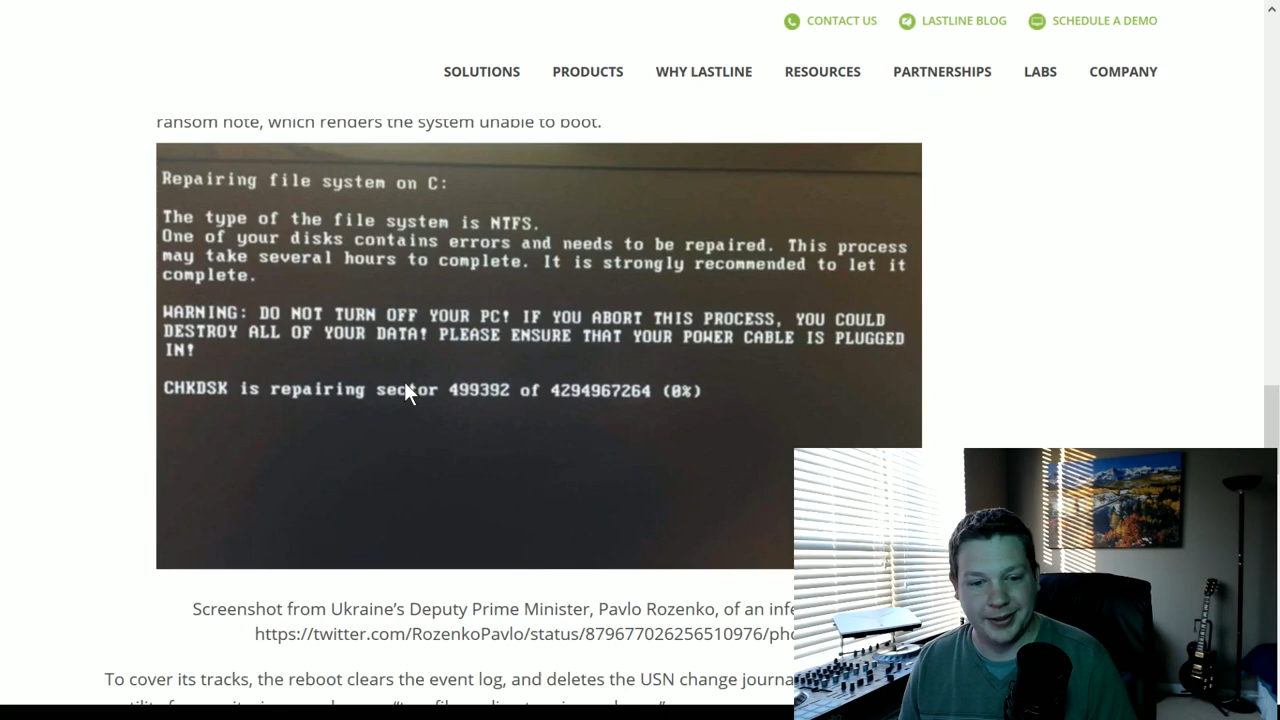 CONTACT US
LASTLINE BLOG
SCHEDULE A DEMO
SOLUTIONS
PRODUCTS
WHY LASTLINE
RESOURCES
PARTNERSHIPS
LABS
COMPANY
ransom note, which renders the system unable to boot.
Repairing file system on C:
The type of the file system is NTFS.
One of your disks contains errors and needs to be repaired. This process
may take several hours to complete. It is strongly recommended to let it
complete.
WARNING: DO NOT TURN OFF YOUR PC! IF YOU ABORT THIS PROCESS, YOU COULD
DESTROY ALL OF YOUR DATA! PLEASE ENSURE THAT YOUR POWER CABLE IS PLUGGED
IN!
CHKDSK is repairing sector 499392 of 4294967264 (0%)
Screenshot from Ukraine’s Deputy Prime Minister, Pavlo Rozenko, of an
https://twitter.com/RozenkoPavlo/status/879677026256510976/
To cover its tracks, the reboot clears the event log, and deletes the USN change